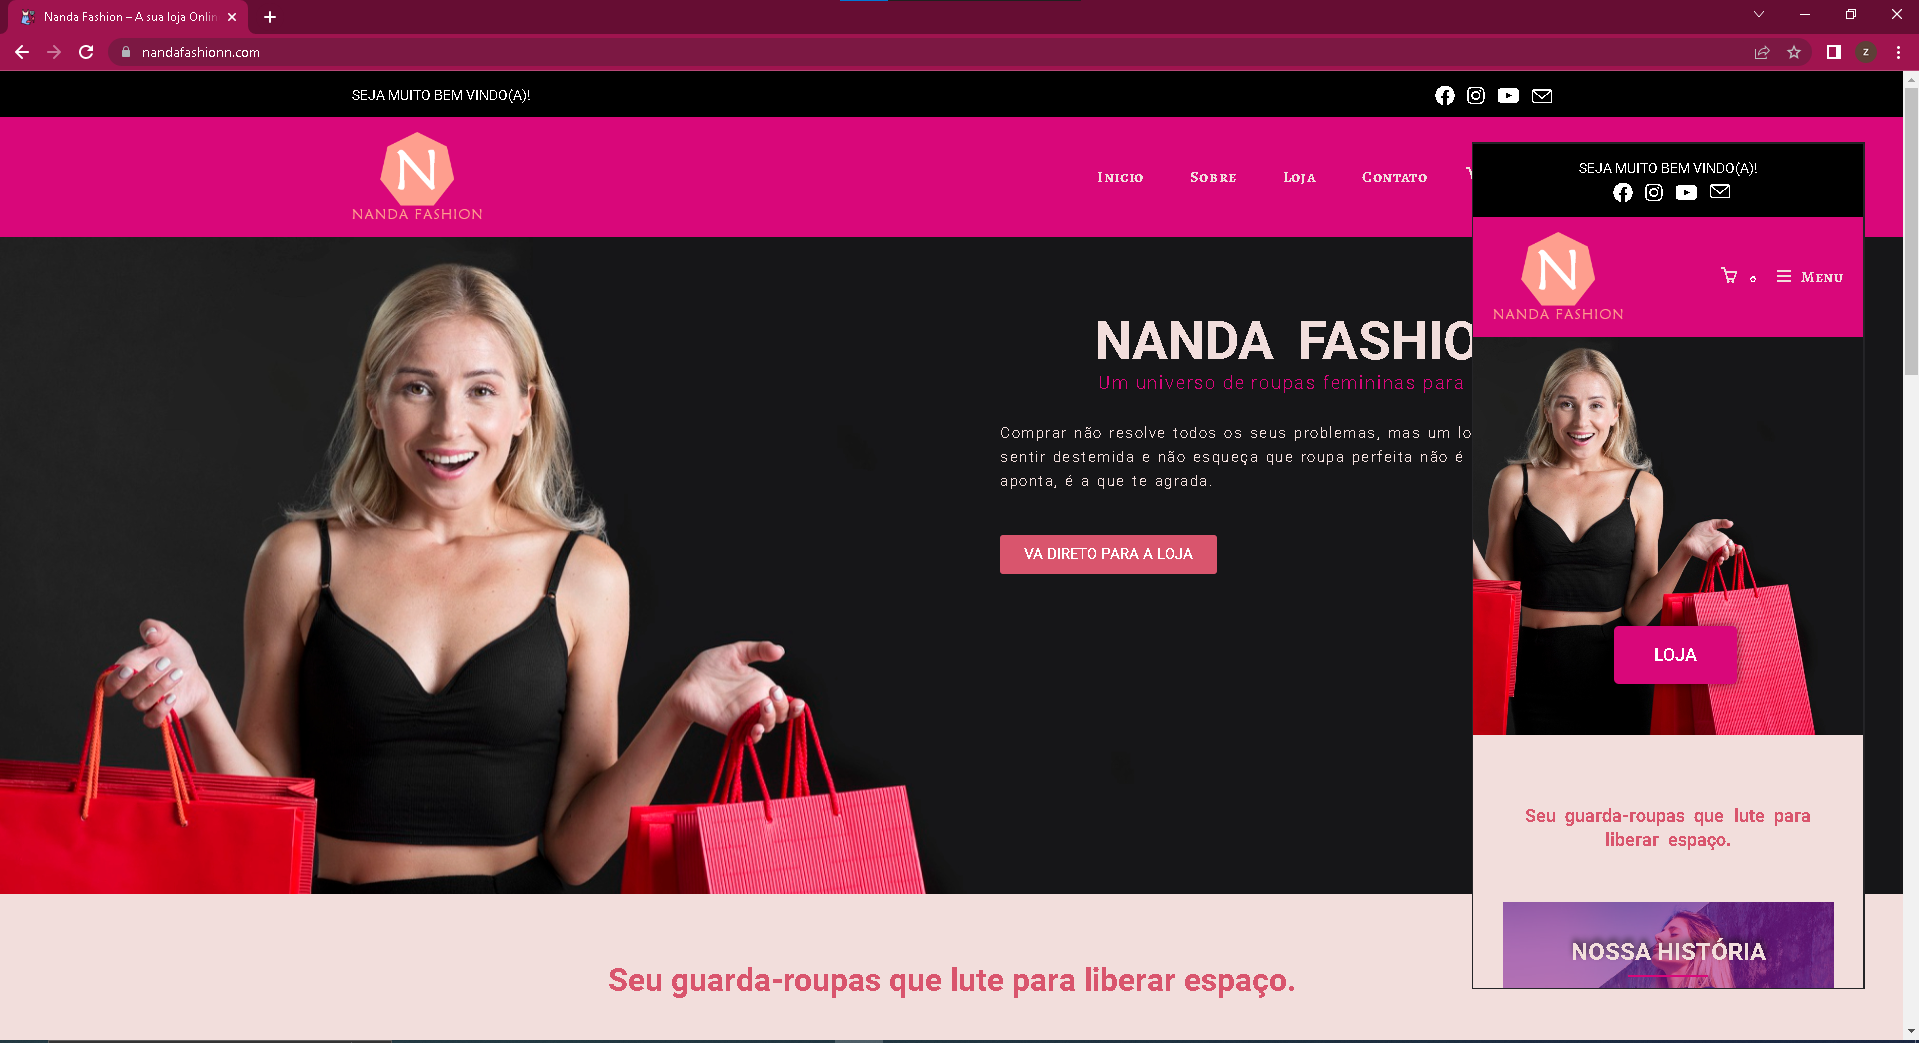 Nanda Fashion – A sua loja Onlin
nandafashionn.com
Z
SEJA MUITO BEM VINDO(A)!
N
NANDA FASHION
Inicio Sobre Loja Contato
NANDA FASHIO
Um universo de roupas femininas para
Comprar não resolve todos os seus problemas, mas um lo
sentir destemida e não esqueça que roupa perfeita não é
aponta, é a que te agrada.
VA DIRETO PARA A LOJA
Seu guarda-roupas que lute para liberar espaço.
SEJA MUITO BEM VINDO(A)!
N
NANDA FASHION
0 Menu
LOJA
Seu guarda-roupas que lute para
liberar espaço.
NOSSA HISTÓRIA